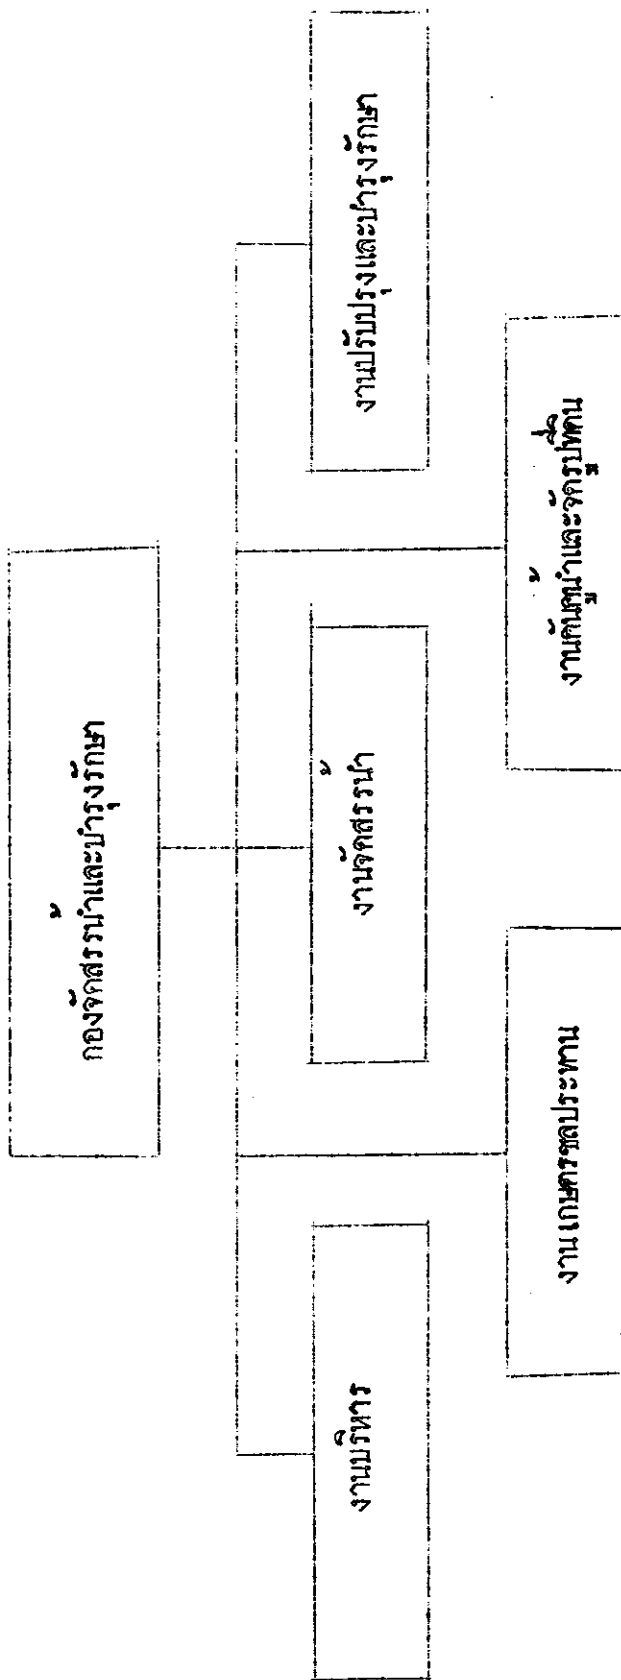 กองจัดสรรน้ำและบำรุงรักษา
งานบริหาร
งานจัดสรรน้ำ
งานปรับปรุงและบำรุงรักษา
งานเกษตรชลประทาน
งานคันคูน้ำและจัดรูปที่ดิน